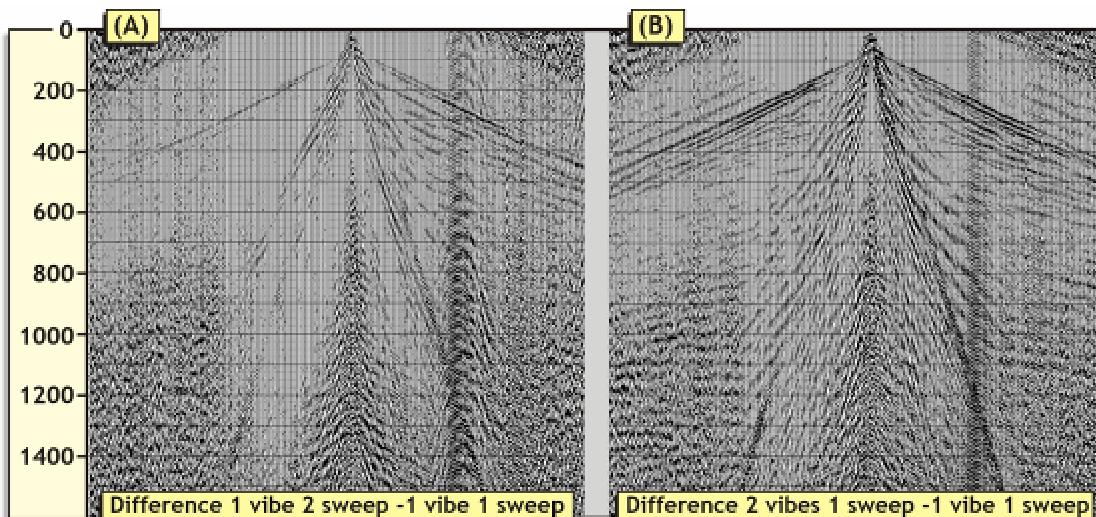 (A)
(B)
0
200
400
600
800
1000
1200
1400
Difference 1 vibe 2 sweep -1 vibe 1 sweep
Difference 2 vibes 1 sweep -1 vibe 1 sweep